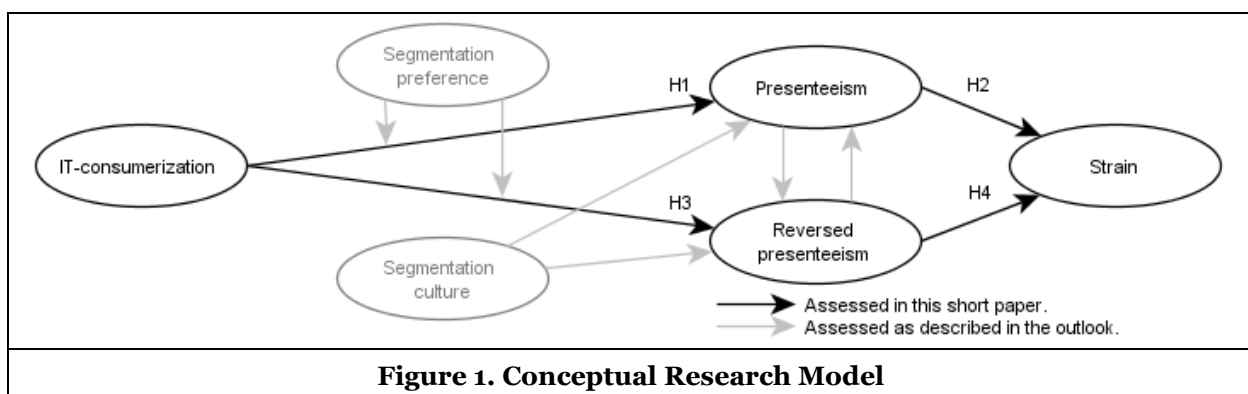 Segmentation
preference
H1
Presenteeism
H2
IT-consumerization
Strain
H3
H4
Reversed
presenteeism
Segmentation
culture
Assessed in this short paper.
Assessed as described in the outlook.
Figure 1. Conceptual Research Model